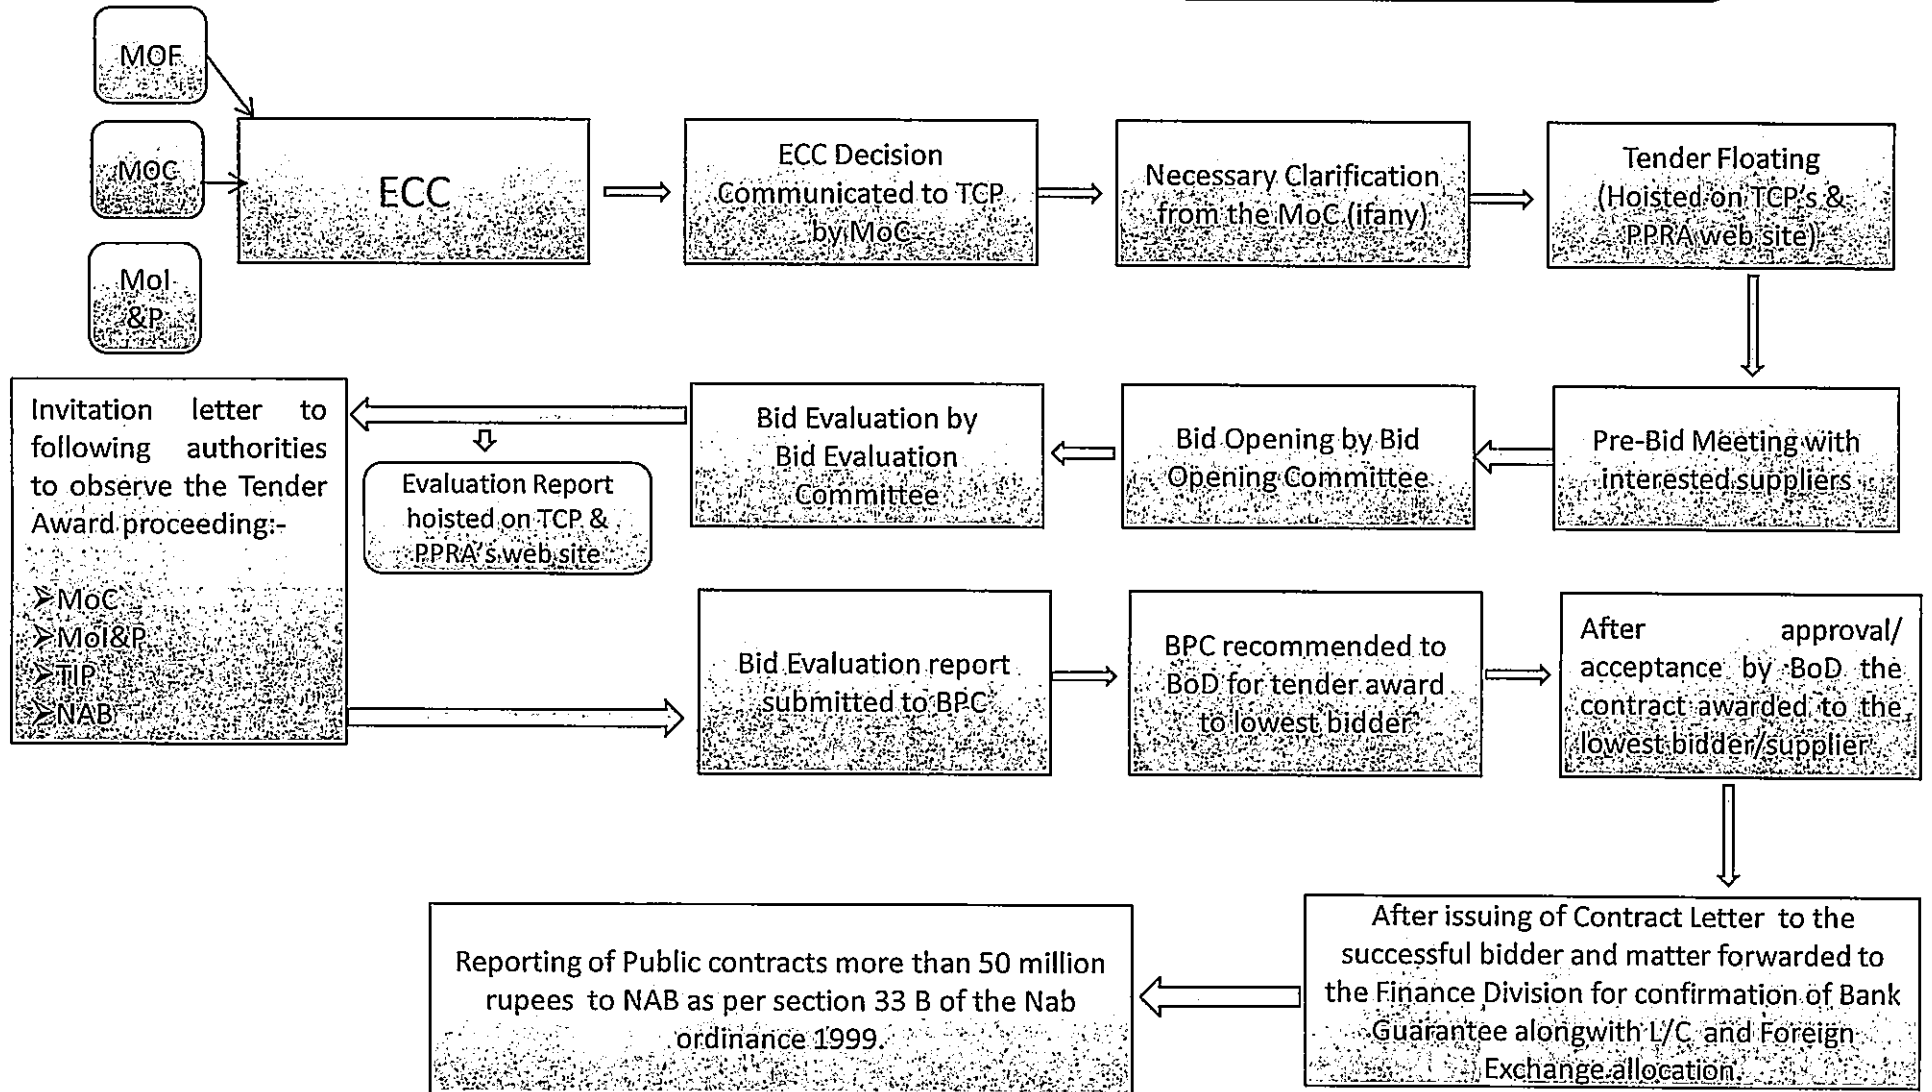 MOF
MOC
MoI
&P
ECC
ECC Decision
Communicated to TCP
by MoC
Necessary Clarification
from the MoC (ifany)
Tender Floating
(Hoisted on TCP's &
PPRA web site)
Pre-Bid Meeting with
interested suppliers
Bid Opening by Bid
Opening Committee
Bid Evaluation by
Bid Evaluation
Committee
Evaluation Report
hoisted on TCP &
PPRA's web site
Invitation letter to
following authorities
to observe the Tender
Award proceeding:-
➢MoC
➢MoI&P
➢TIP
➢NAB
Bid Evaluation report
submitted to BPC
BPC recommended to
BoD for tender award
to lowest bidder
After approval/
acceptance by BoD the
contract awarded to the
lowest bidder/supplier
After issuing of Contract Letter to the
successful bidder and matter forwarded to
the Finance Division for confirmation of Bank
Guarantee alongwith L/C and Foreign
Exchange allocation.
Reporting of Public contracts more than 50 million
rupees to NAB as per section 33 B of the Nab
ordinance 1999.